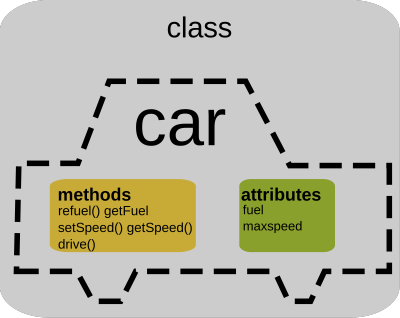 class
car
methods
refuel() getFuel
setSpeed() getSpeed()
drive()
attributes
fuel
maxspeed